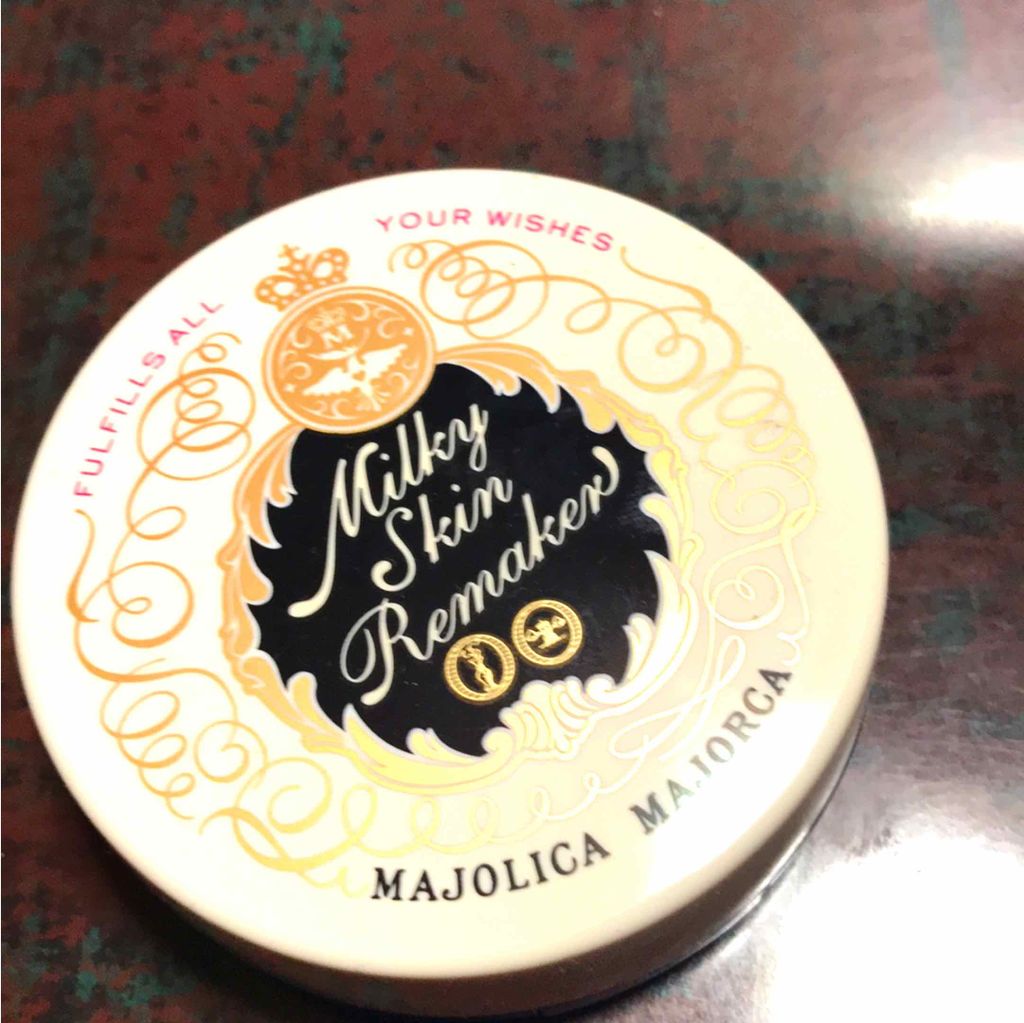 FULFILLS ALL YOUR WISHES
M
Milky
Skin
Remaker
MAJOLICA MAJORCA